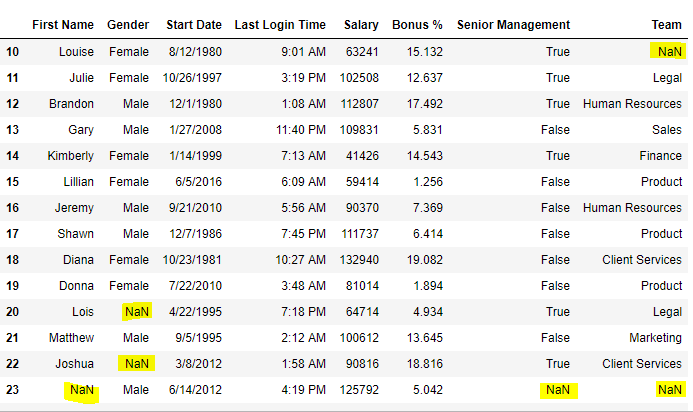 First Name Gender Start Date Last Login Time Salary Bonus % Senior Management Team
10 Louise Female 8/12/1980 9:01 AM 63241 15.132 True NaN
11 Julie Female 10/26/1997 3:19 PM 102508 12.637 True Legal
12 Brandon Male 12/1/1980 1:08 AM 112807 17.492 True Human Resources
13 Gary Male 1/27/2008 11:40 PM 109831 5.831 False Sales
14 Kimberly Female 1/14/1999 7:13 AM 41426 14.543 True Finance
15 Lillian Female 6/5/2016 6:09 AM 59414 1.256 False Product
16 Jeremy Male 9/21/2010 5:56 AM 90370 7.369 False Human Resources
17 Shawn Male 12/7/1986 7:45 PM 111737 6.414 False Product
18 Diana Female 10/23/1981 10:27 AM 132940 19.082 False Client Services
19 Donna Female 7/22/2010 3:48 AM 81014 1.894 False Product
20 Lois NaN 4/22/1995 7:18 PM 64714 4.934 True Legal
21 Matthew Male 9/5/1995 2:12 AM 100612 13.645 False Marketing
22 Joshua NaN 3/8/2012 1:58 AM 90816 18.816 True Client Services
23 NaN Male 6/14/2012 4:19 PM 125792 5.042 NaN NaN